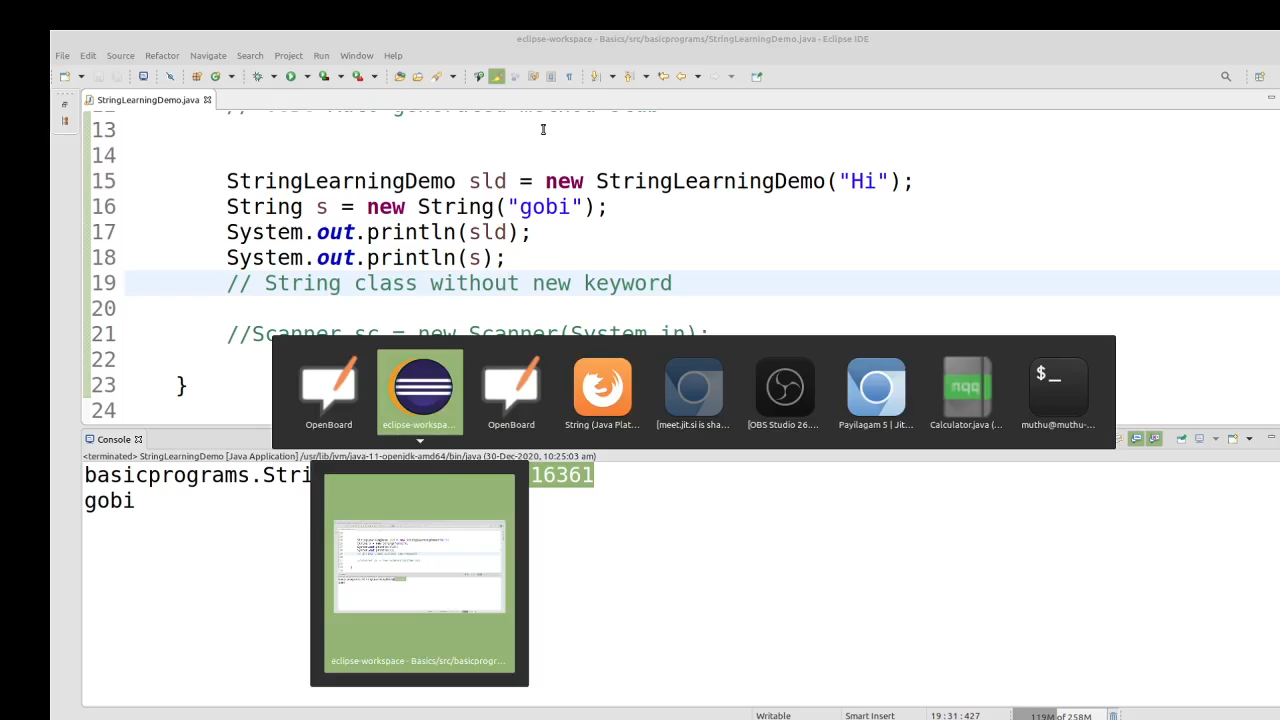 eclipse-workspace - Basics/src/basicprograms/StringLearningDemo.java - Eclipse IDE
File Edit Source Refactor Navigate Search Project Run Window Help
StringLearningDemo.java
13
14
15 StringLearningDemo sld = new StringLearningDemo("Hi");
16 String s = new String("gobi");
17 System.out.println(sld);
18 System.out.println(s);
19 // String class without new keyword
20
21 //Scanner sc = new Scanner(System.in);
22
23 }
24
OpenBoard eclipse-workspa... OpenBoard String (Java Plat... [meet.jit.si is sha... [OBS Studio 26.... Payilagam 5 | Jit... Calculator.java (... muthu@muthu-...
Console
<terminated> StringLearningDemo [Java Application] /usr/lib/jvm/java-11-openjdk-amd64/bin/java (30-Dec-2020, 10:25:03 am)
basicprograms.Stri 16361
gobi
eclipse-workspace - Basics/src/basicprogr...
Writable Smart Insert 19:31:427 119M of 258M